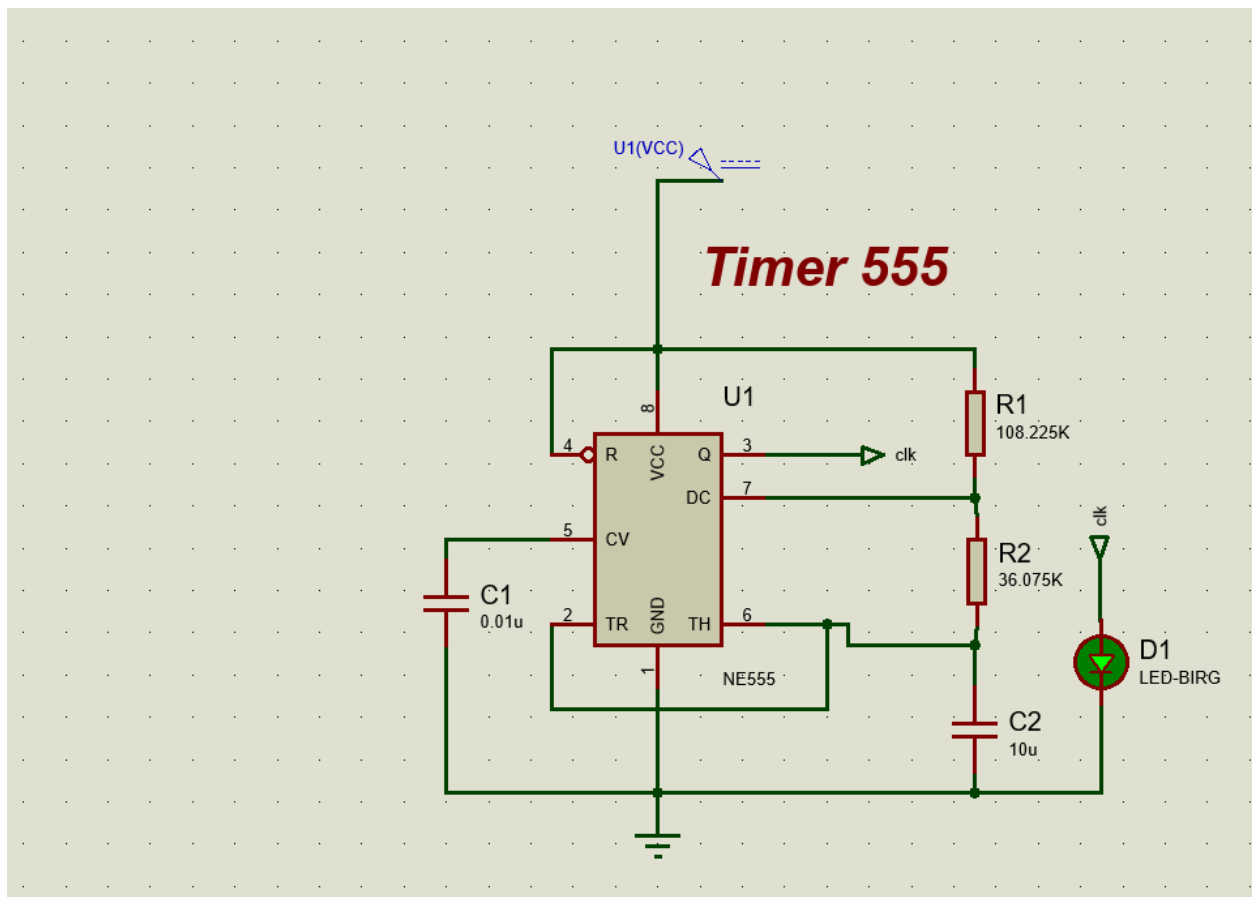 U1(VCC)
Timer 555
U1
8
4
R
VCC
Q
3
clk
R1
108.225K
DC
7
5
CV
R2
36.075K
clk
C1
0.01u
2
TR
GND
TH
6
1
NE555
D1
LED-BIRG
C2
10u